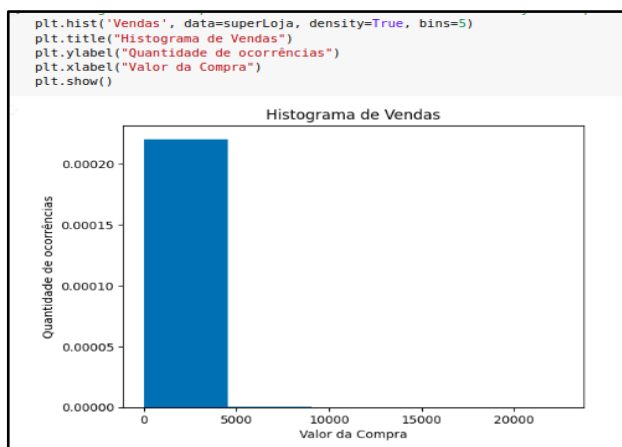 plt.hist('Vendas', data=superLoja, density=True, bins=5)
plt.title("Histograma de Vendas")
plt.ylabel("Quantidade de ocorrências")
plt.xlabel("Valor da Compra")
plt.show()
Histograma de Vendas
0.00020
0.00015
0.00010
0.00005
0.00000
Quantidade de ocorrências
0 5000 10000 15000 20000
Valor da Compra